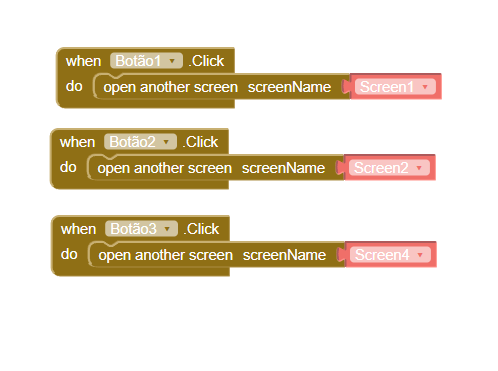 when Botão1 .Click
do open another screen screenName Screen1
when Botão2 .Click
do open another screen screenName Screen2
when Botão3 .Click
do open another screen screenName Screen4